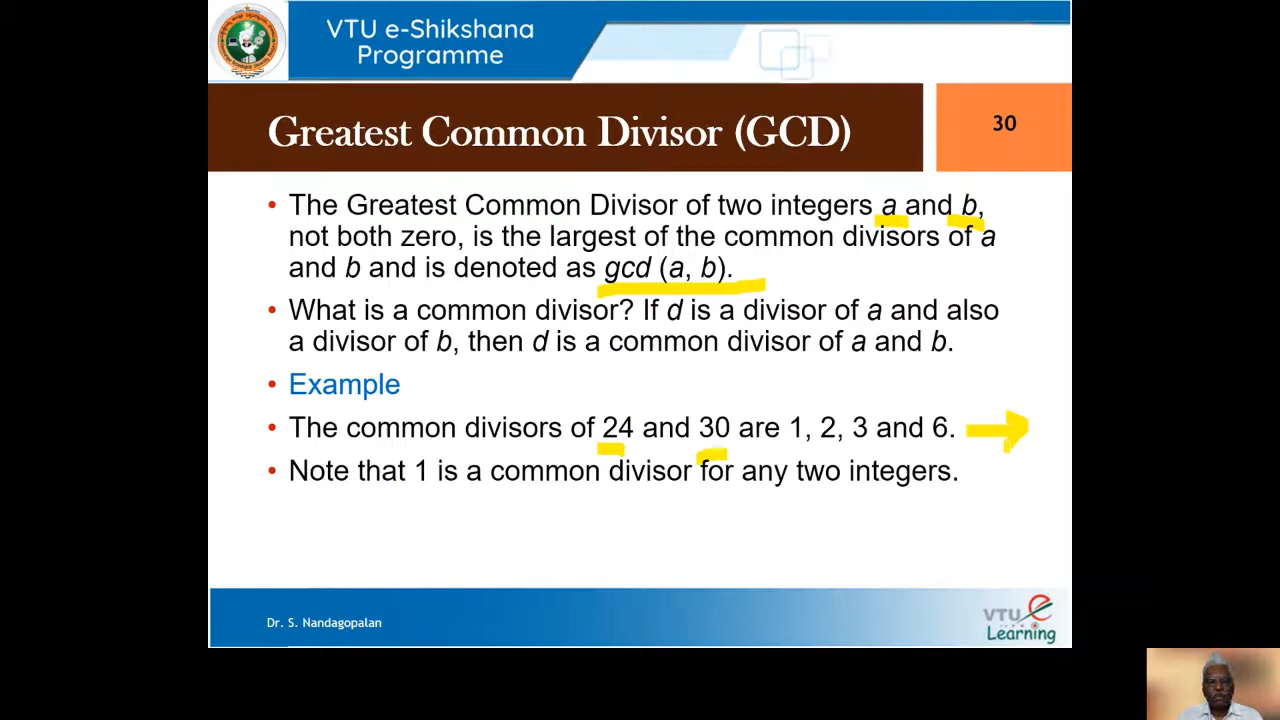 VTU e-Shikshana
Programme
Greatest Common Divisor (GCD)
30
• The Greatest Common Divisor of two integers a and b,
not both zero, is the largest of the common divisors of a
and b and is denoted as gcd (a, b).
• What is a common divisor? If d is a divisor of a and also
a divisor of b, then d is a common divisor of a and b.
• Example
• The common divisors of 24 and 30 are 1, 2, 3 and 6.
• Note that 1 is a common divisor for any two integers.
Dr. S. Nandagopalan
VTU e
Learning